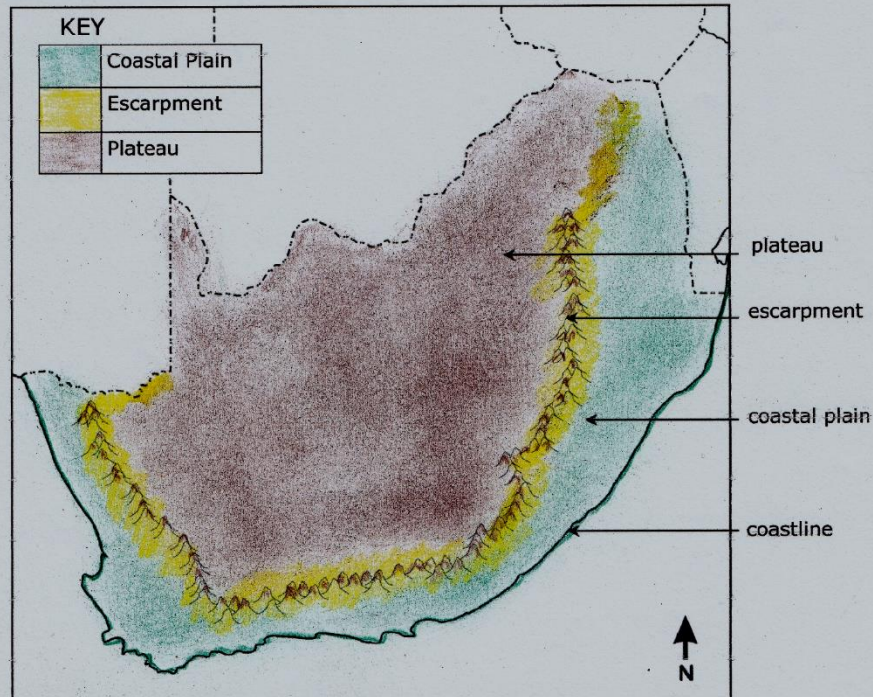 KEY
Coastal Plain
Escarpment
Plateau
plateau
escarpment
coastal plain
coastline
N